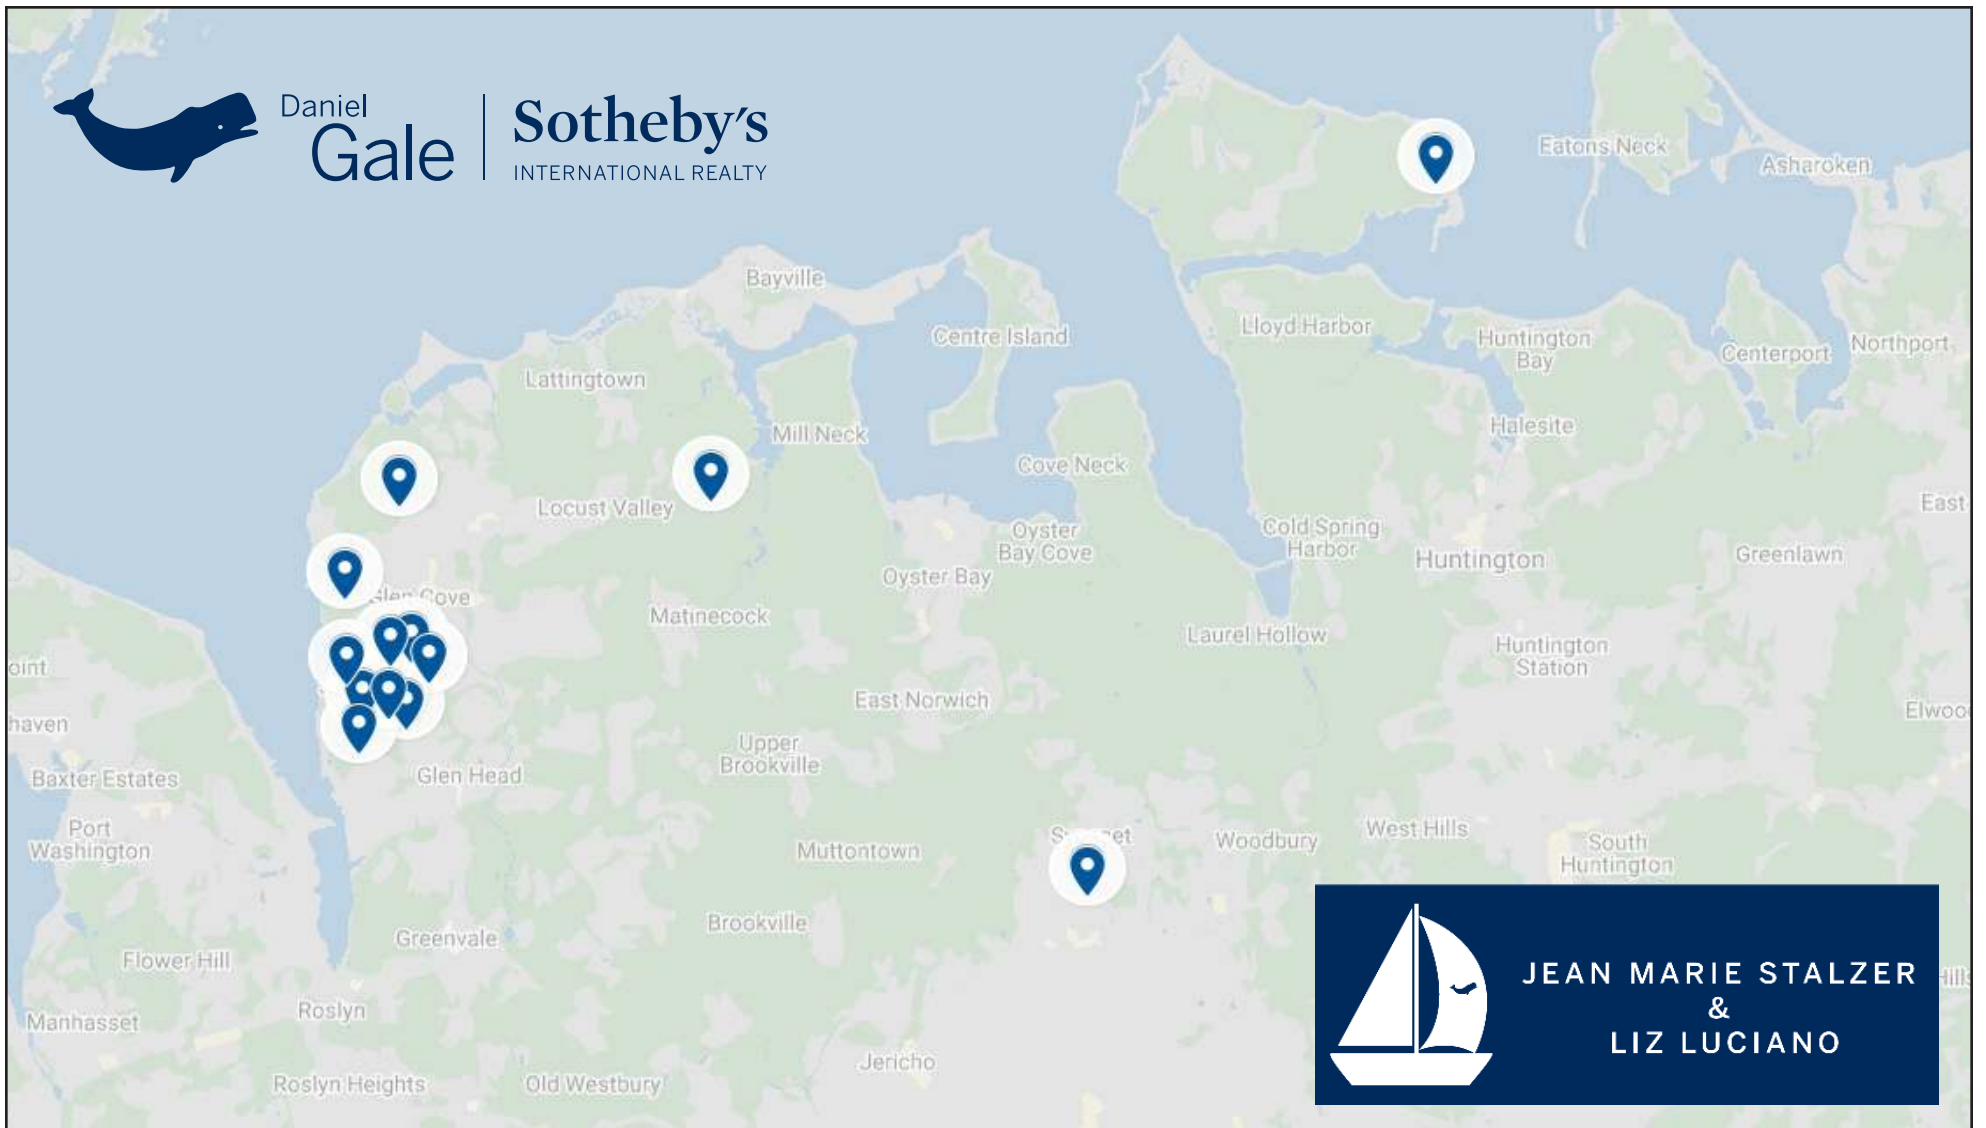 Daniel
Gale
Sotheby's
INTERNATIONAL REALTY
Eatons Neck
Asharoken
Bayville
Centre Island
Lloyd Harbor
Huntington
Bay
Centerport
Northport
Lattingtown
Mill Neck
Halesite
Cove Neck
Locust Valley
East
Oyster
Bay Cove
Cold Spring
Harbor
Huntington
Greenlawn
Oyster Bay
Glen Cove
Matinecock
Laurel Hollow
Huntington
Station
oint
East Norwich
Elwoo
haven
Upper
Brookville
Baxter Estates
Glen Head
Port
Washington
Muttontown
Woodbury
West Hills
South
Huntington
Brookville
Greenvale
Flower Hill
Roslyn
Manhasset
Jericho
Roslyn Heights
Old Westbury
JEAN MARIE STALZER
&
LIZ LUCIANO
Hills